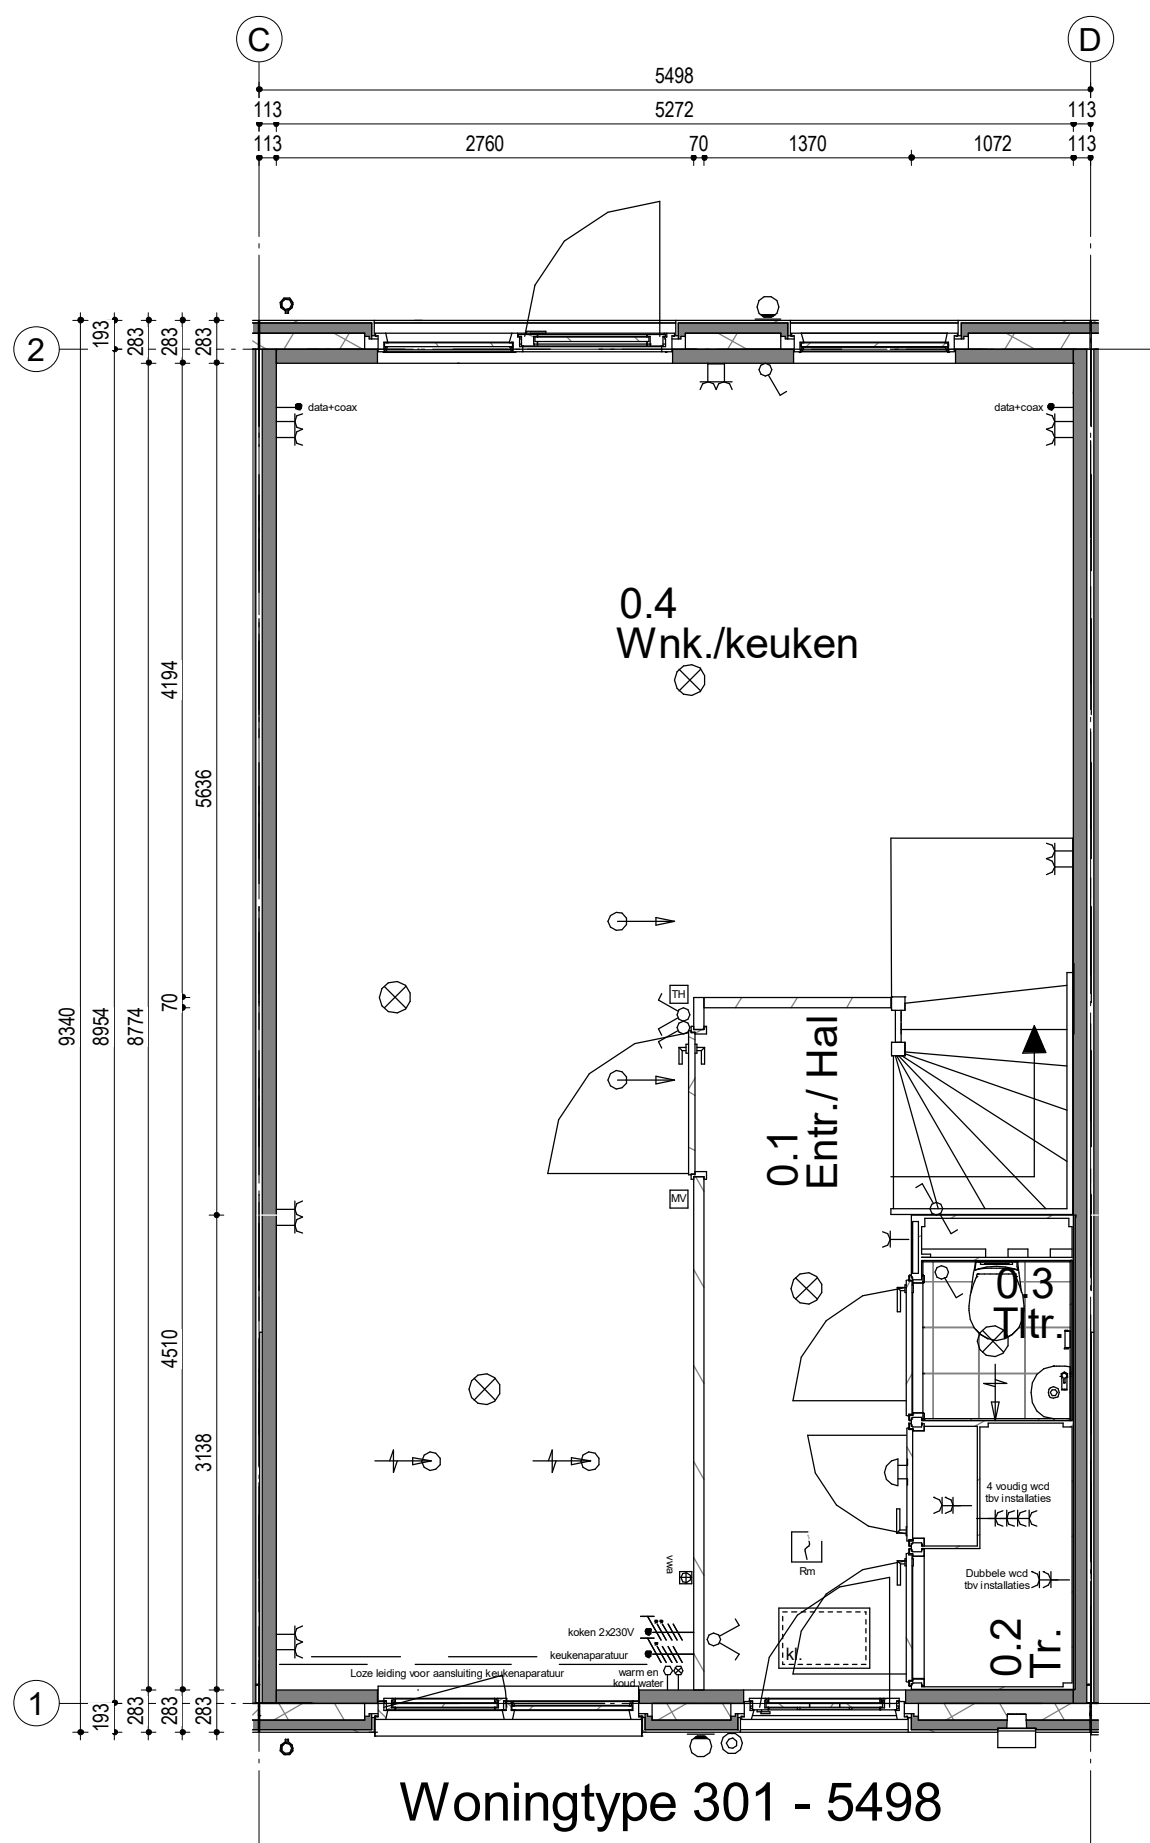 C
D
5498
113
5272
113
113
2760
70
1370
1072
113
2
193
283
283
283
data+coax
data+coax
0.4
Wnk./keuken
4194
5636
70
9340
8954
8774
TH
0.1
Entr./ Hal
MV
0.3
Tltr.
4510
3138
4 voudig wcd
tbv installaties
vwa
Rm
Dubbele wcd
tbv installaties
0.2
Tr.
koken 2x230V
keukenaparatuur
kl.
Loze leiding voor aansluiting keukenaparatuur
warm en
koud water
1
193
283
283
283
Woningtype 301 - 5498